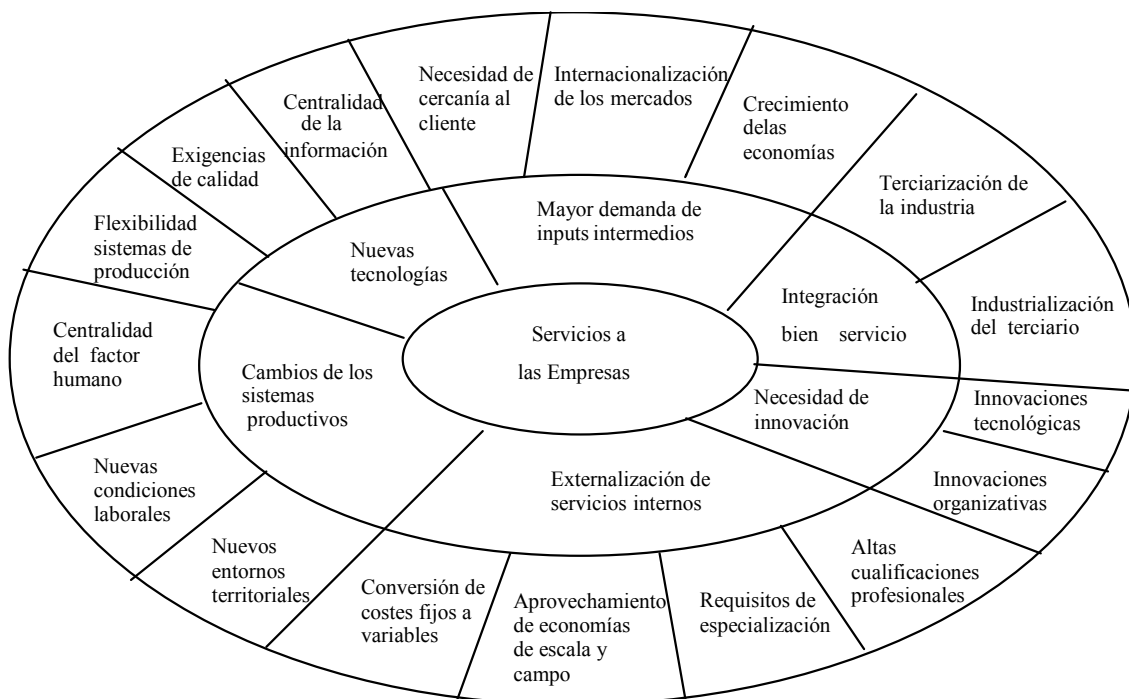 Necesidad de
cercanía al
cliente
Internacionalización
de los mercados
Crecimiento
delas
economías
Terciarización de
la industria
Industrialización
del terciario
Innovaciones
tecnológicas
Innovaciones
organizativas
Altas
cualificaciones
profesionales
Requisitos de
especialización
Aprovechamiento
de economías
de escala y
campo
Conversión de
costes fijos a
variables
Nuevos
entornos
territoriales
Nuevas
condiciones
laborales
Centralidad
del factor
humano
Flexibilidad
sistemas de
producción
Exigencias
de calidad
Centralidad
de la
información
Mayor demanda de
inputs intermedios
Integración
bien servicio
Necesidad de
innovación
Externalización de
servicios internos
Cambios de los
sistemas
productivos
Nuevas
tecnologías
Servicios a
las Empresas